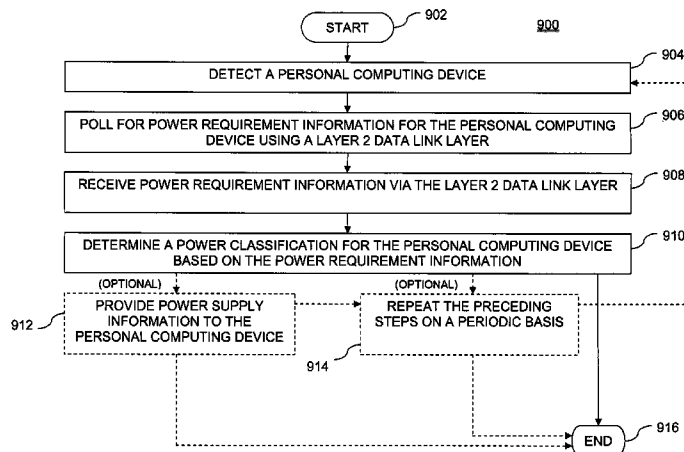 START
902
900
904
DETECT A PERSONAL COMPUTING DEVICE
906
POLL FOR POWER REQUIREMENT INFORMATION FOR THE PERSONAL COMPUTING
DEVICE USING A LAYER 2 DATA LINK LAYER
908
RECEIVE POWER REQUIREMENT INFORMATION VIA THE LAYER 2 DATA LINK LAYER
910
DETERMINE A POWER CLASSIFICATION FOR THE PERSONAL COMPUTING DEVICE
BASED ON THE POWER REQUIREMENT INFORMATION
(OPTIONAL)
(OPTIONAL)
912
PROVIDE POWER SUPPLY
INFORMATION TO THE
PERSONAL COMPUTING DEVICE
REPEAT THE PRECEDING
STEPS ON A PERIODIC BASIS
914
END
916